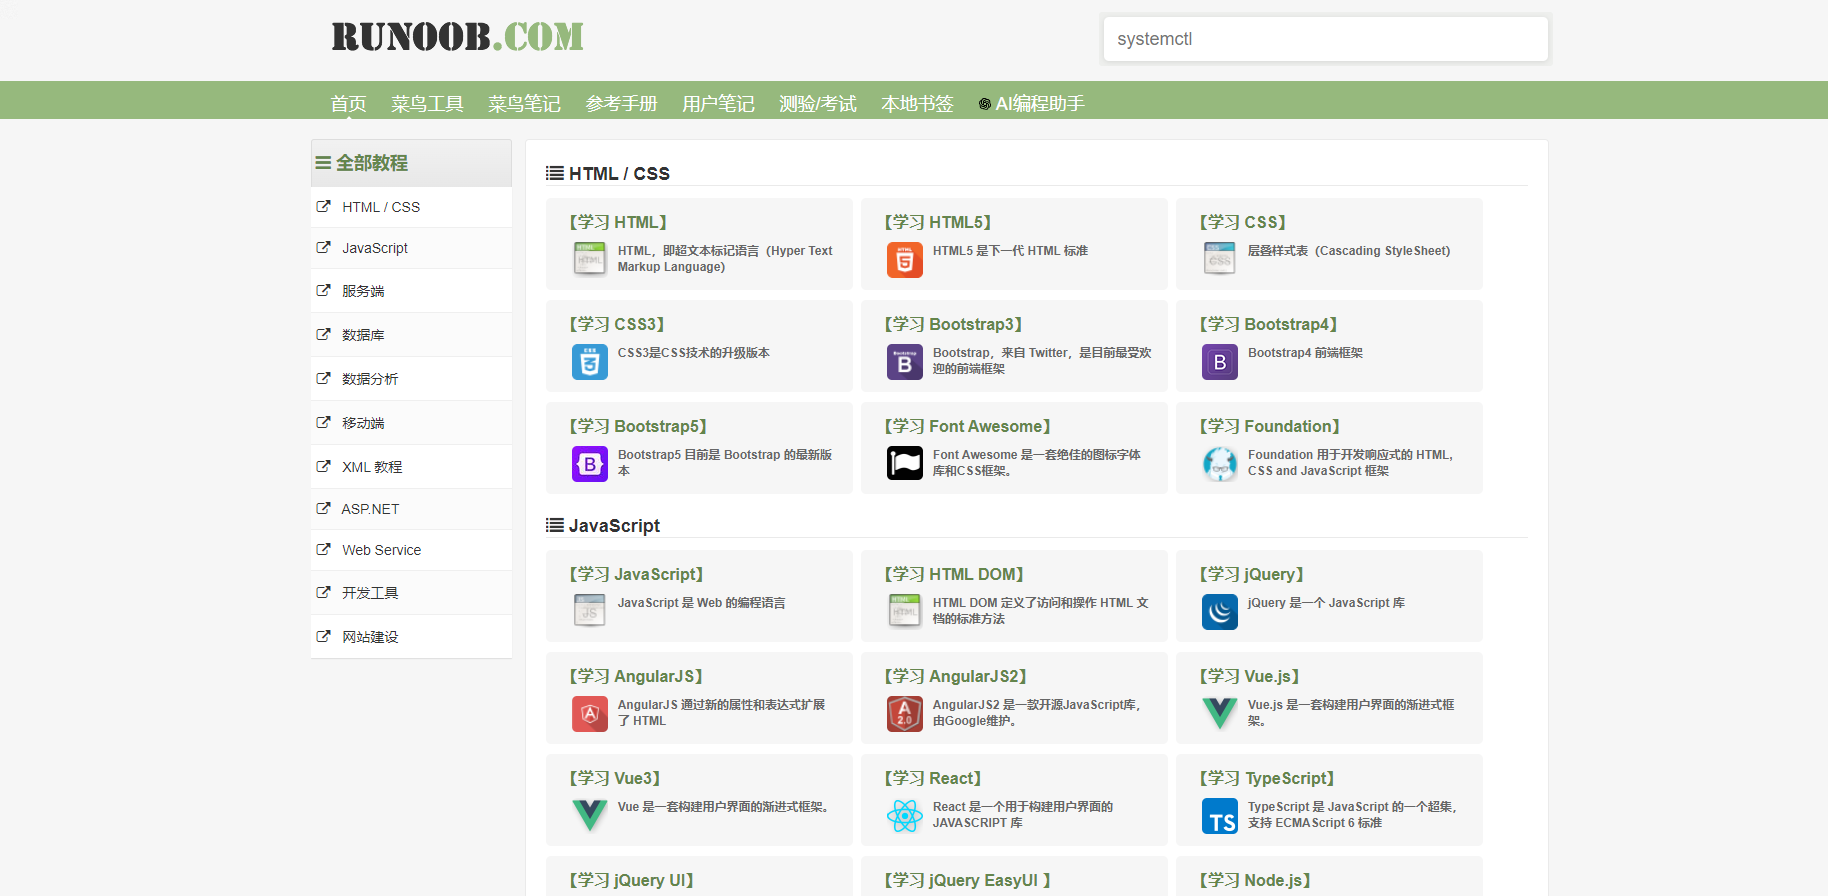 RUNOOB.COM
systemctl
首页 菜鸟工具 菜鸟笔记 参考手册 用户笔记 测验/考试 本地书签 AI编程助手
全部教程
HTML / CSS
JavaScript
服务端
数据库
数据分析
移动端
XML 教程
ASP.NET
Web Service
开发工具
网站建设
HTML / CSS
【学习 HTML】
HTML，即超文本标记语言（Hyper Text
Markup Language）
【学习 HTML5】
HTML5 是下一代 HTML 标准
【学习 CSS】
层叠样式表（Cascading StyleSheet)
【学习 CSS3】
CSS3是CSS技术的升级版本
【学习 Bootstrap3】
Bootstrap，来自 Twitter，是目前最受欢
迎的前端框架
【学习 Bootstrap4】
Bootstrap4 前端框架
【学习 Bootstrap5】
Bootstrap5 目前是 Bootstrap 的最新版
本
【学习 Font Awesome】
Font Awesome 是一套绝佳的图标字体
库和CSS框架。
【学习 Foundation】
Foundation 用于开发响应式的 HTML,
CSS and JavaScript 框架
JavaScript
【学习 JavaScript】
JavaScript 是 Web 的编程语言
【学习 HTML DOM】
HTML DOM 定义了访问和操作 HTML 文
档的标准方法
【学习 jQuery】
jQuery 是一个 JavaScript 库
【学习 AngularJS】
AngularJS 通过新的属性和表达式扩展
了 HTML
【学习 AngularJS2】
AngularJS2 是一款开源JavaScript库，
由Google维护。
【学习 Vue.js】
Vue.js 是一套构建用户界面的渐进式框
架。
【学习 Vue3】
Vue 是一套构建用户界面的渐进式框架。
【学习 React】
React 是一个用于构建用户界面的
JAVASCRIPT 库
【学习 TypeScript】
TypeScript 是 JavaScript 的一个超集，
支持 ECMAScript 6 标准
【学习 jQuery UI】
【学习 jQuery EasyUI 】
【学习 Node.js】